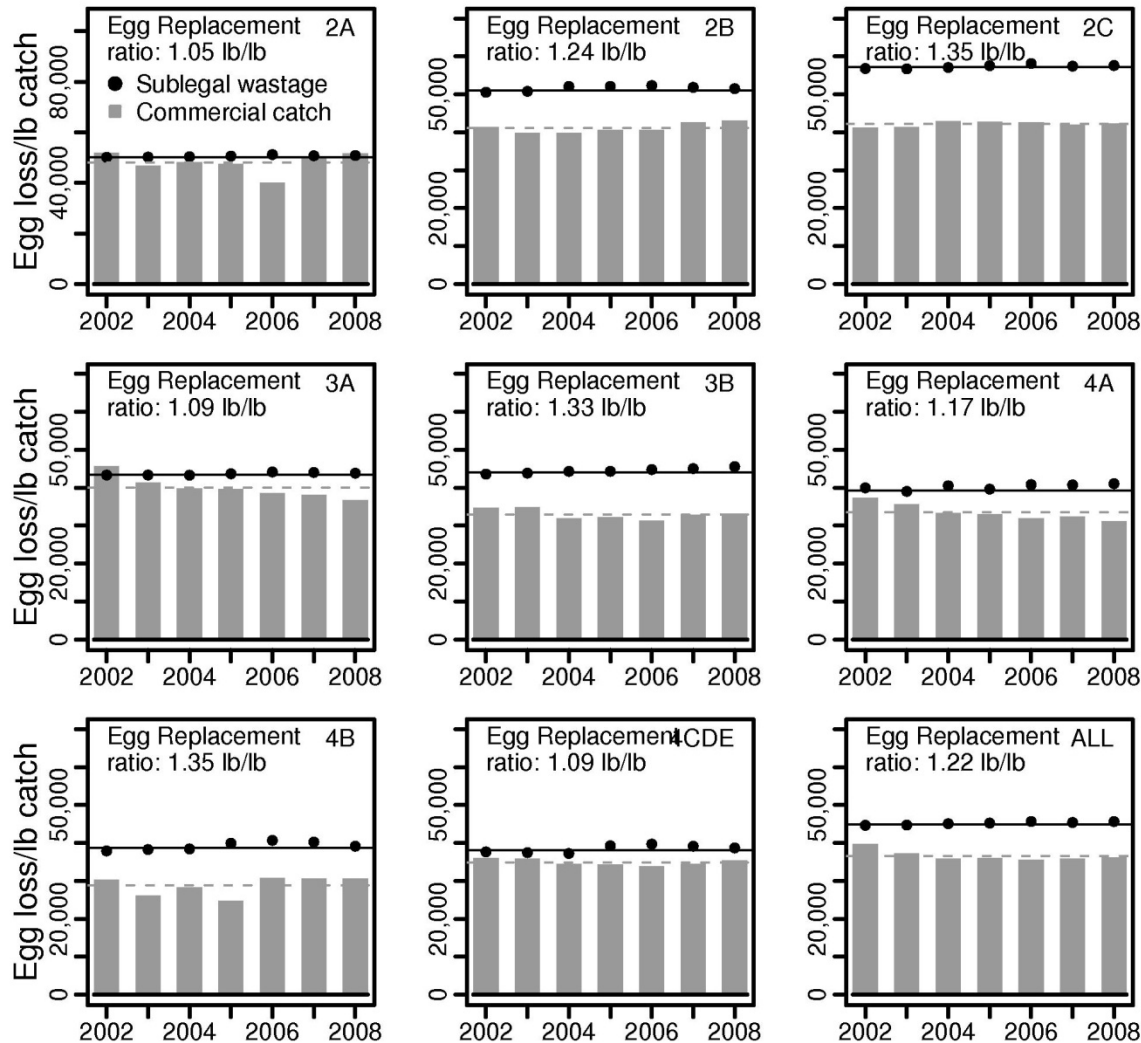 Egg Replacement 2A
ratio: 1.05 lb/lb
Sublegal wastage
Commercial catch
Egg loss/lb catch
80,000
40,000
0
2002 2004 2006 2008
Egg Replacement 2B
ratio: 1.24 lb/lb
50,000
20,000
0
2002 2004 2006 2008
Egg Replacement 2C
ratio: 1.35 lb/lb
50,000
20,000
0
2002 2004 2006 2008
Egg Replacement 3A
ratio: 1.09 lb/lb
Egg loss/lb catch
50,000
20,000
0
2002 2004 2006 2008
Egg Replacement 3B
ratio: 1.33 lb/lb
50,000
20,000
0
2002 2004 2006 2008
Egg Replacement 4A
ratio: 1.17 lb/lb
50,000
20,000
0
2002 2004 2006 2008
Egg Replacement 4B
ratio: 1.35 lb/lb
Egg loss/lb catch
50,000
20,000
0
2002 2004 2006 2008
Egg Replacement 4CDE
ratio: 1.09 lb/lb
50,000
20,000
0
2002 2004 2006 2008
Egg Replacement ALL
ratio: 1.22 lb/lb
50,000
20,000
0
2002 2004 2006 2008